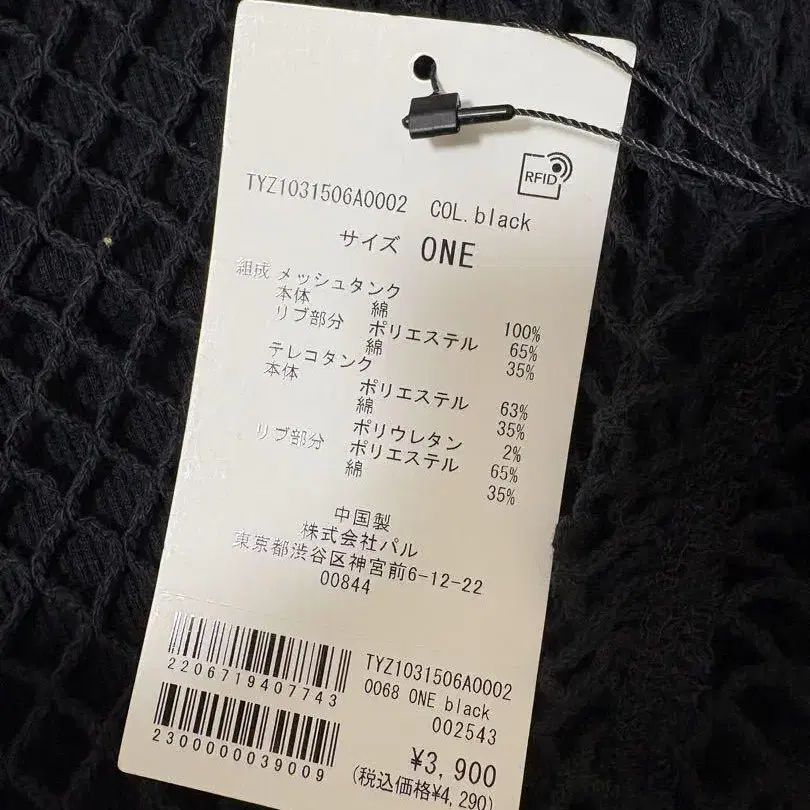 RFID
TYZ1031506A0002 COL.black
サイズ ONE
組成 メッシュタンク
本体 綿 100%
リブ部分 ポリエステル 65%
綿 35%
テレコタンク
本体 ポリエステル 63%
綿 35%
ポリウレタン 2%
リブ部分 ポリエステル 65%
綿 35%
中国製
株式会社パル
東京都渋谷区神宮前6-12-22
00844
2206719407743
TYZ1031506A0002
0068 ONE black
002543
2300000039009
¥3,900
(税込価格¥4,290)